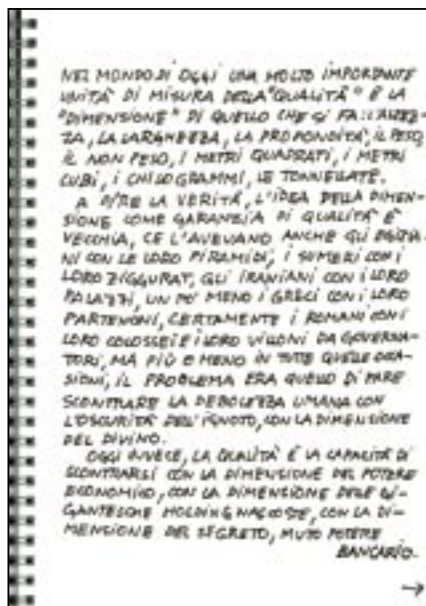 NEL MONDO DI OGGI UNA MOLTO IMPORTANTE
UNITÀ DI MISURA DELLA "QUALITÀ" È LA
"DIMENSIONE" DI QUELLO CHE SI FA: L'ALTEZ-
ZA, LA LARGHEZZA, LA PROFONDITÀ, IL PESO,
IL NON PESO, I METRI QUADRATI, I METRI
CUBI, I CHILOGRAMMI, LE TONNELLATE.
A DIRE LA VERITÀ, L'IDEA DELLA DIMEN-
SIONE COME GARANZIA DI QUALITÀ È
VECCHIA, CE L'AVEVANO ANCHE GLI EGIZIA-
NI CON LE LORO PIRAMIDI, I SUMERI CON I
LORO ZIGGURAT, GLI IRANIANI CON I LORO
PALAZZI, UN PO' MENO I GRECI CON I LORO
PARTENONI, CERTAMENTE I ROMANI CON I
LORO COLOSSEI E I LORO VILLONI DA GOVERNA-
TORI, MA PIÙ O MENO IN TUTTE QUELLE OCCA-
SIONI, IL PROBLEMA ERA QUELLO DI FARE
SCONTRARE LA DEBOLEZZA UMANA CON
L'OSCURITÀ DELL'IGNOTO, CON LA DIMENSIONE
DEL DIVINO.
OGGI INVECE, LA QUALITÀ È LA CAPACITÀ DI
SCONTRARSI CON LA DIMENSIONE DEL POTERE
ECONOMICO, CON LA DIMENSIONE DELLE GI-
GANTESCHE HOLDING NASCOSTE, CON LA DI-
MENSIONE DEL SEGRETO, MUTO POTERE
BANCARIO.
→